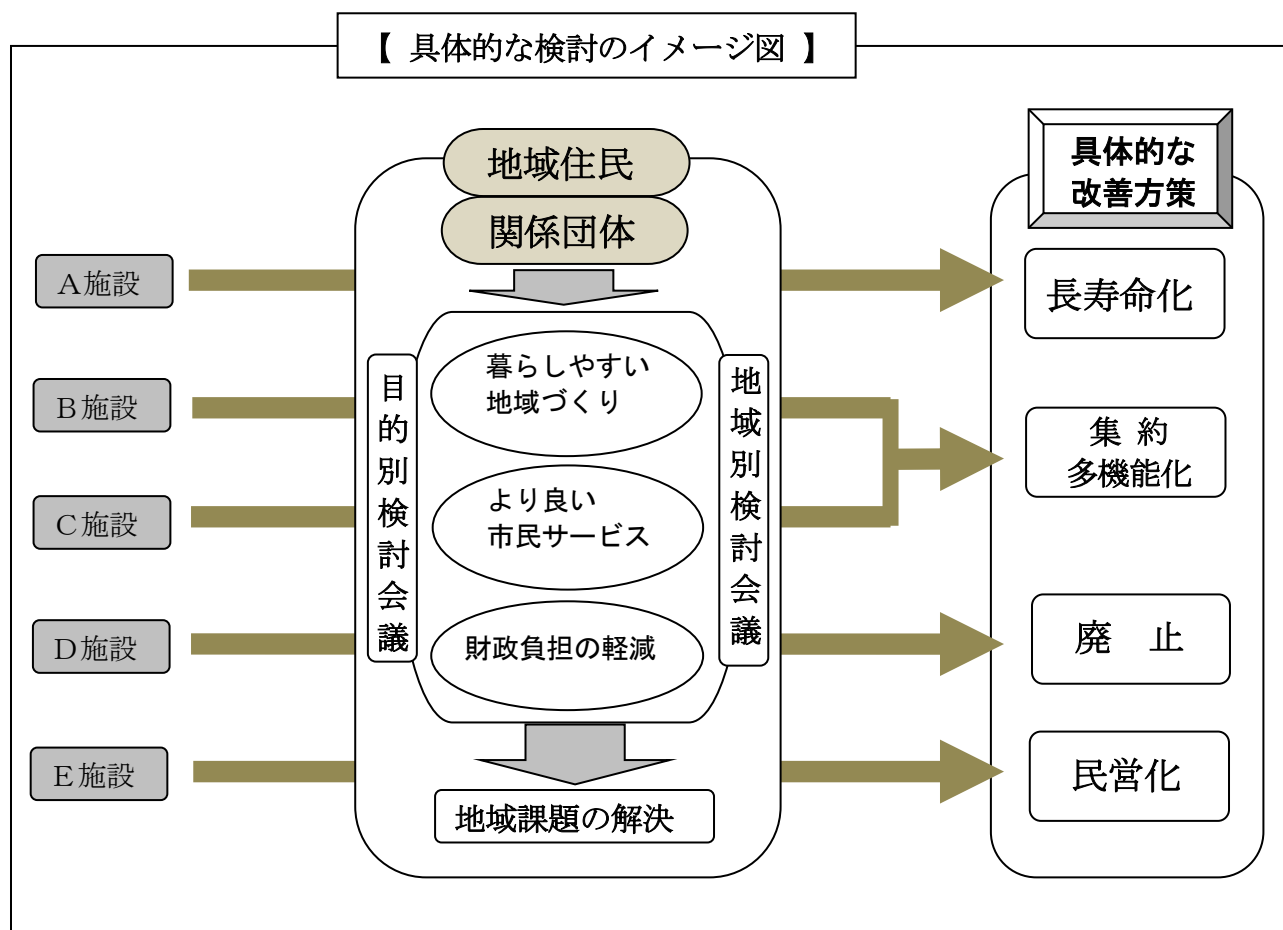 【 具体的な検討のイメージ図 】
地域住民
関係団体
A施設
B施設
C施設
D施設
E施設
目的別検討会議
暮らしやすい
地域づくり
より良い
市民サービス
財政負担の軽減
地域別検討会議
地域課題の解決
具体的な
改善方策
長寿命化
集 約
多機能化
廃　止
民営化